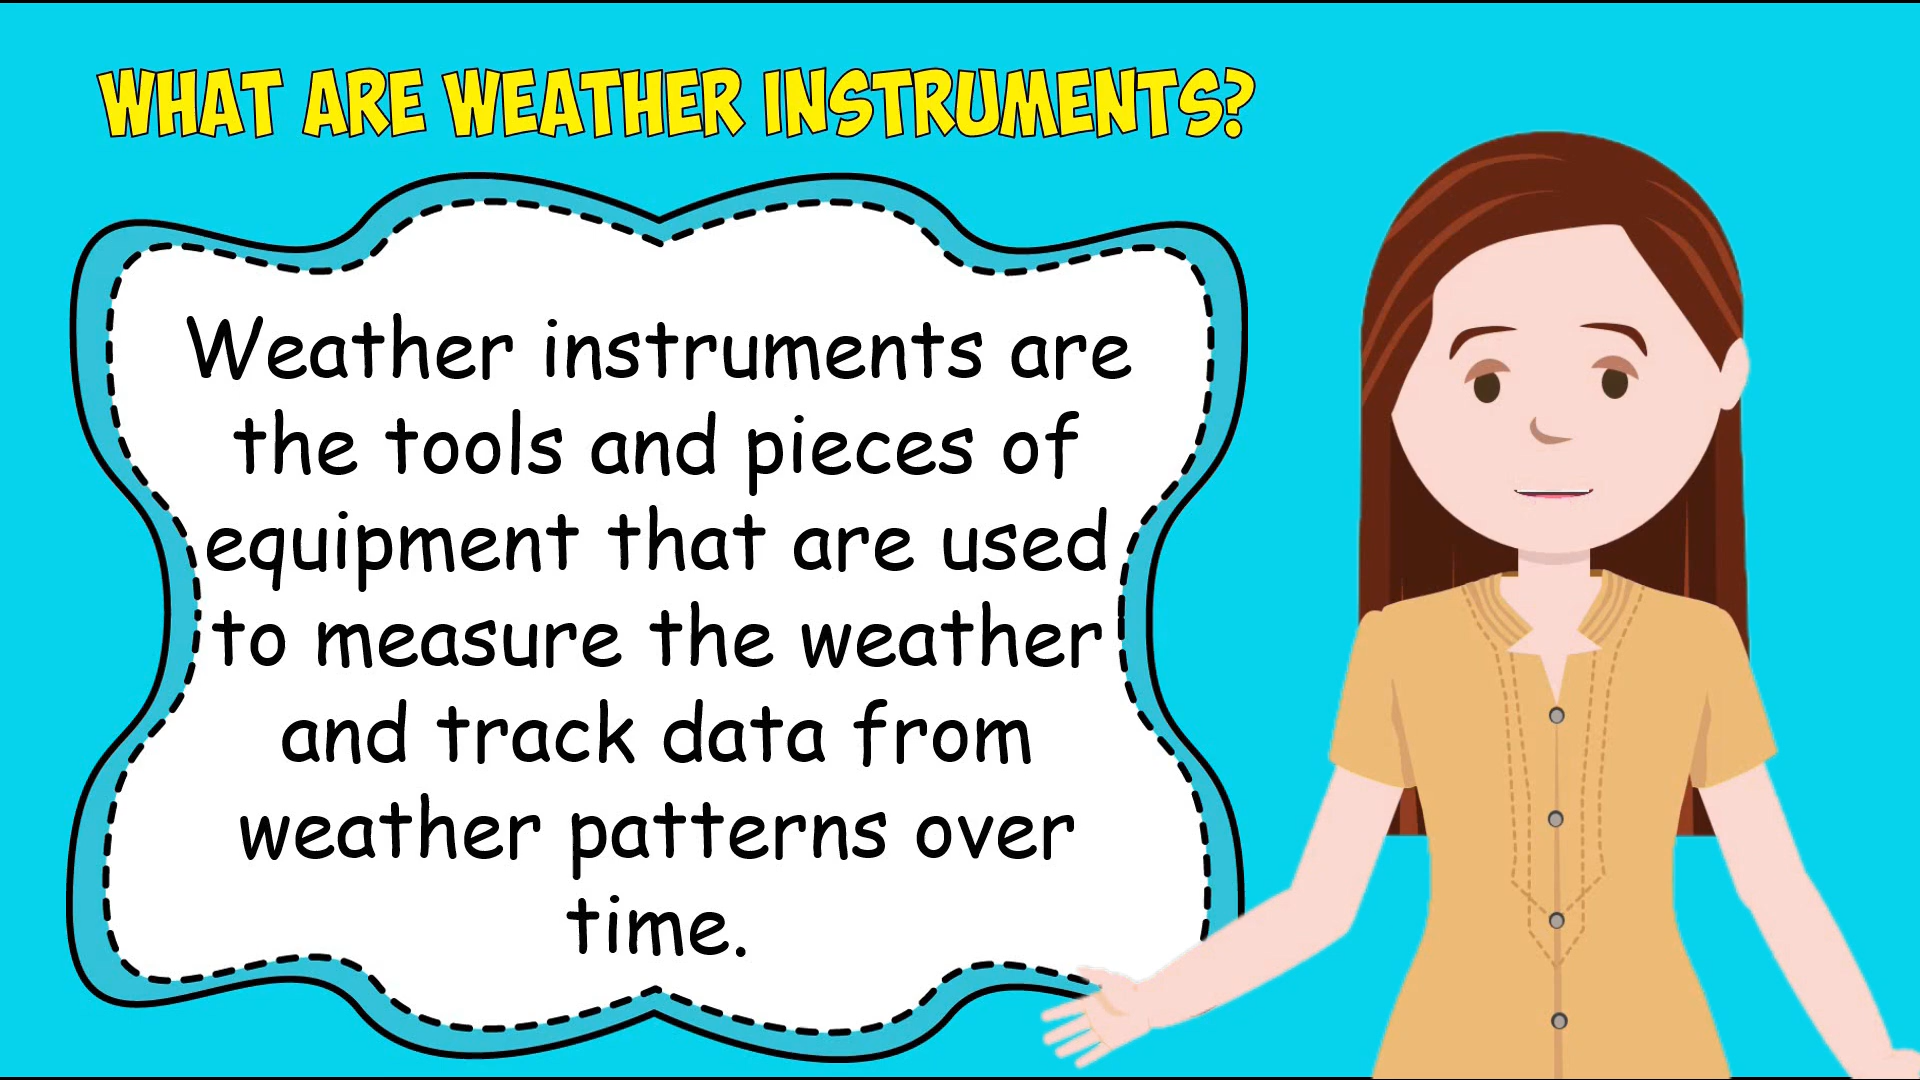 WHAT ARE WEATHER INSTRUMENTS?
Weather instruments are
the tools and pieces of
equipment that are used
to measure the weather
and track data from
weather patterns over
time.